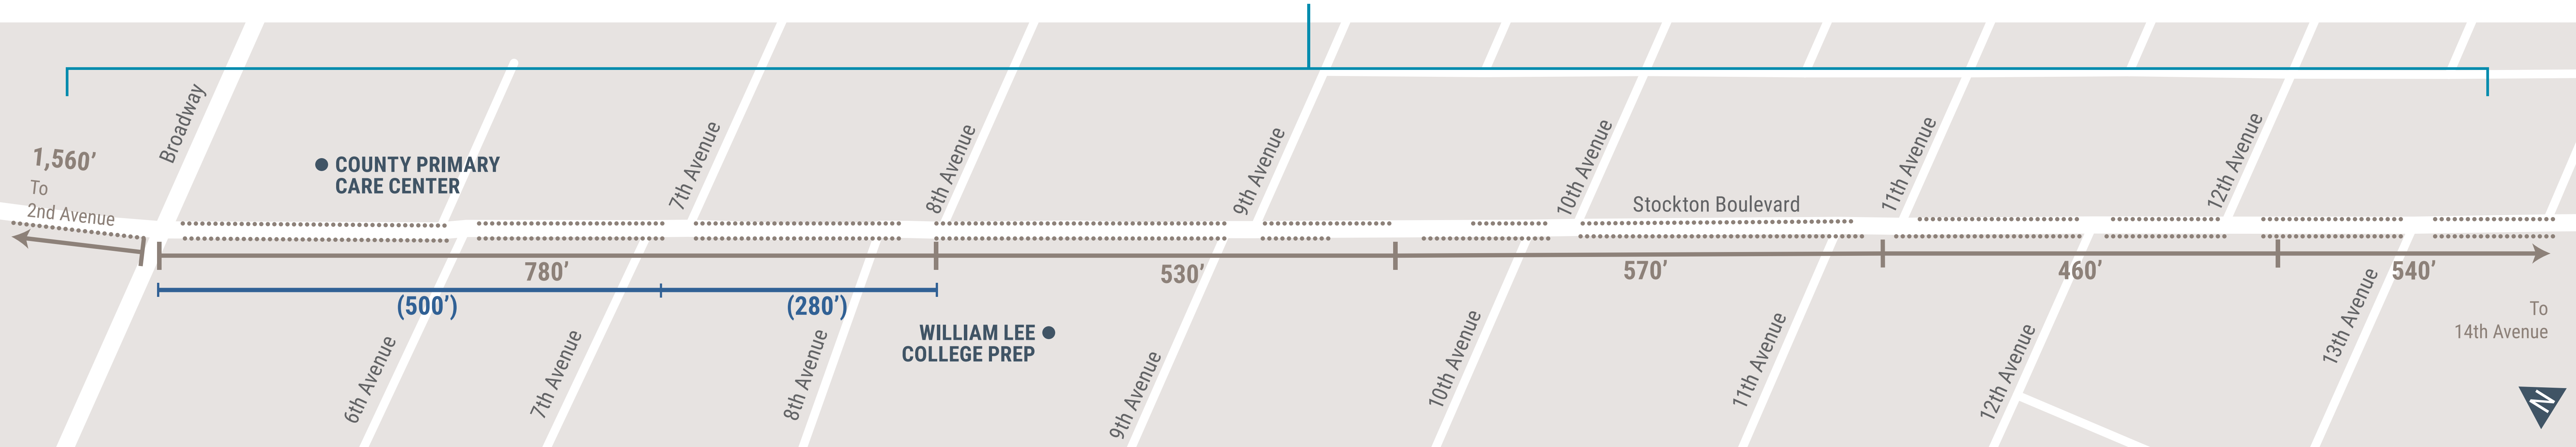 Broadway
1,560’
To
2nd Avenue
COUNTY PRIMARY
CARE CENTER
7th Avenue
8th Avenue
9th Avenue
10th Avenue
Stockton Boulevard
11th Avenue
12th Avenue
780’
530’
570’
460’
540’
(500’)
(280’)
WILLIAM LEE
COLLEGE PREP
To
14th Avenue
6th Avenue
7th Avenue
8th Avenue
9th Avenue
10th Avenue
11th Avenue
12th Avenue
13th Avenue
N